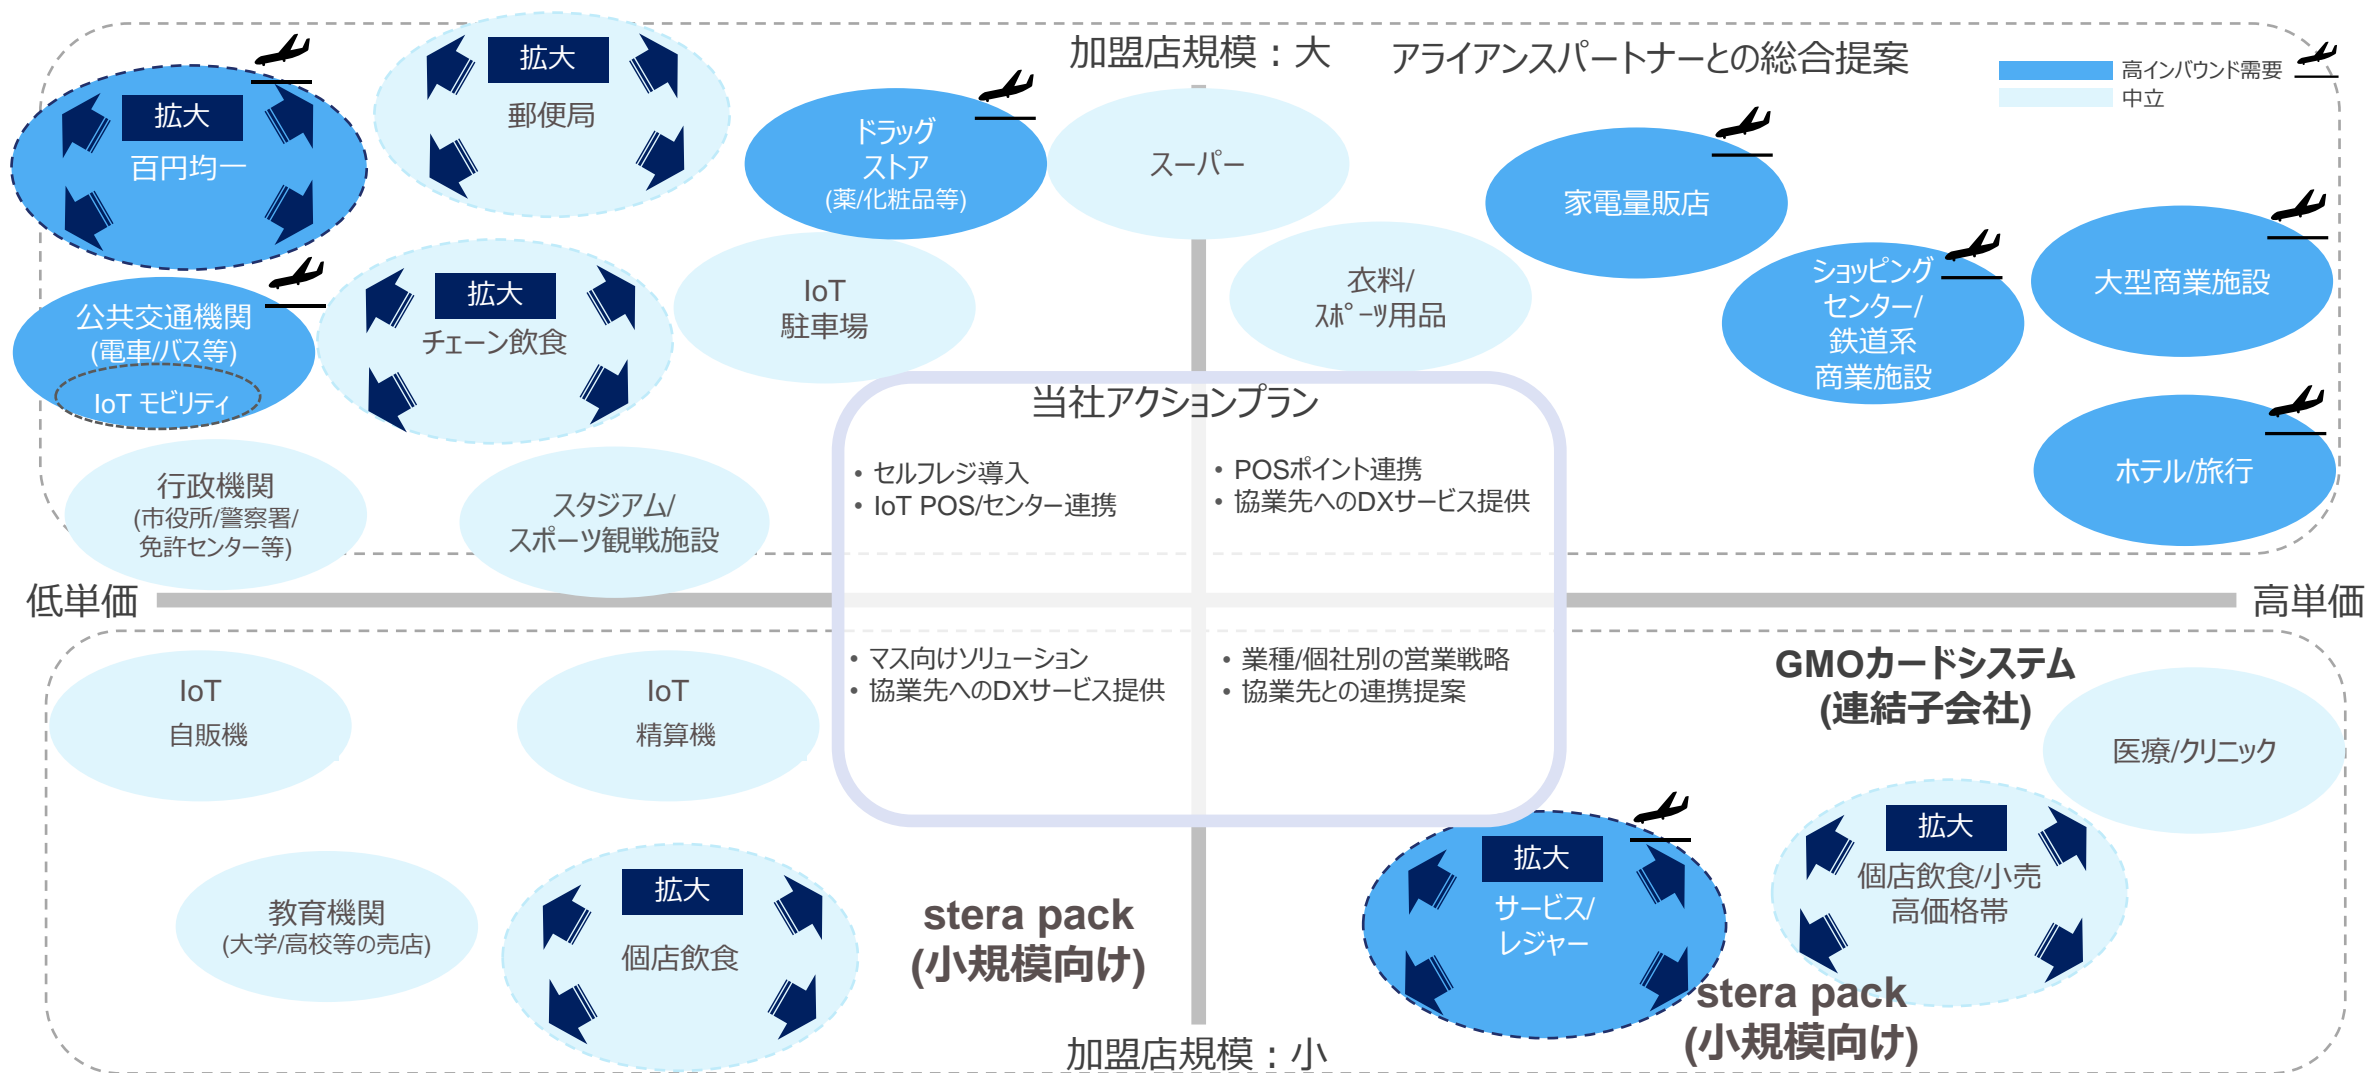 加盟店規模：大
アライアンスパートナーとの総合提案
高インバウンド需要
中立
拡大
百円均一
拡大
郵便局
ドラッグ
ストア
(薬/化粧品等)
スーパー
家電量販店
大型商業施設
ショッピング
センター/
鉄道系
商業施設
衣料/
ｽﾎﾟｰﾂ用品
IoT
駐車場
拡大
チェーン飲食
公共交通機関
(電車/バス等)
IoT モビリティ
ホテル/旅行
行政機関
(市役所/警察署/
免許センター等)
スタジアム/
スポーツ観戦施設
当社アクションプラン
• セルフレジ導入
• IoT POS/センター連携
• POSポイント連携
• 協業先へのDXサービス提供
低単価
高単価
• マス向けソリューション
• 協業先へのDXサービス提供
• 業種/個社別の営業戦略
• 協業先との連携提案
IoT
自販機
IoT
精算機
GMOカードシステム
(連結子会社)
医療/クリニック
教育機関
(大学/高校等の売店)
拡大
個店飲食
stera pack
(小規模向け)
拡大
サービス/
レジャー
拡大
個店飲食/小売
高価格帯
stera pack
(小規模向け)
加盟店規模：小